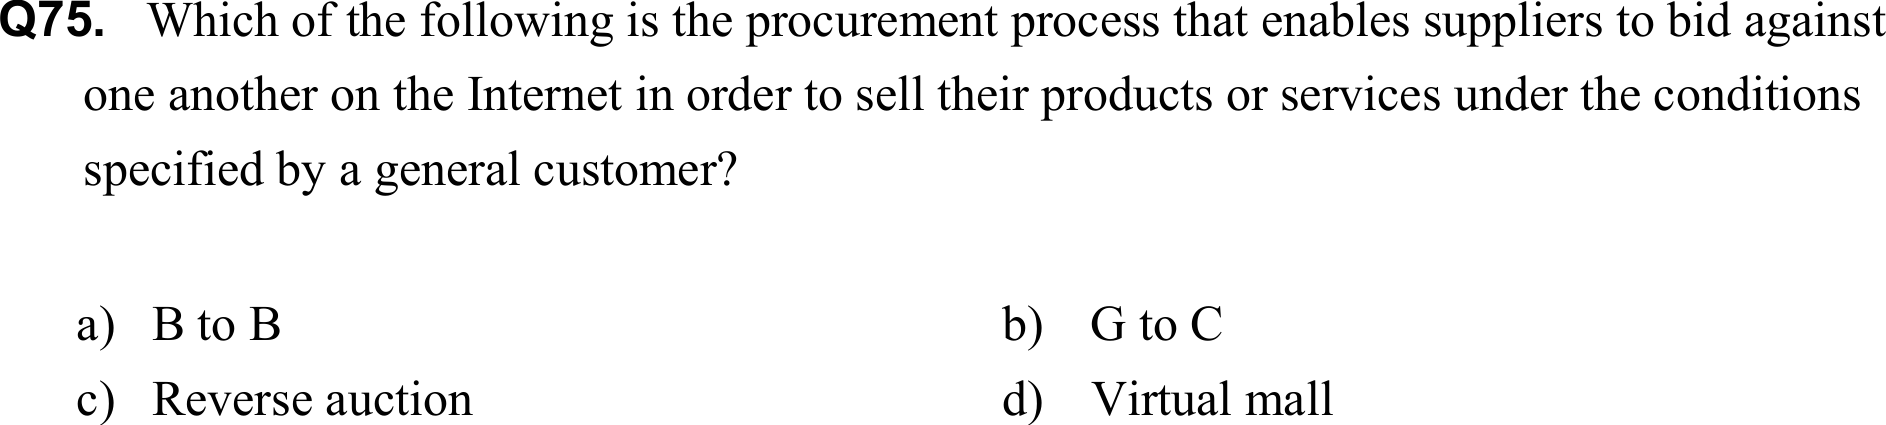 Q75. Which of the following is the procurement process that enables suppliers to bid against
one another on the Internet in order to sell their products or services under the conditions
specified by a general customer?
a) B to B b) G to C
c) Reverse auction d) Virtual mall